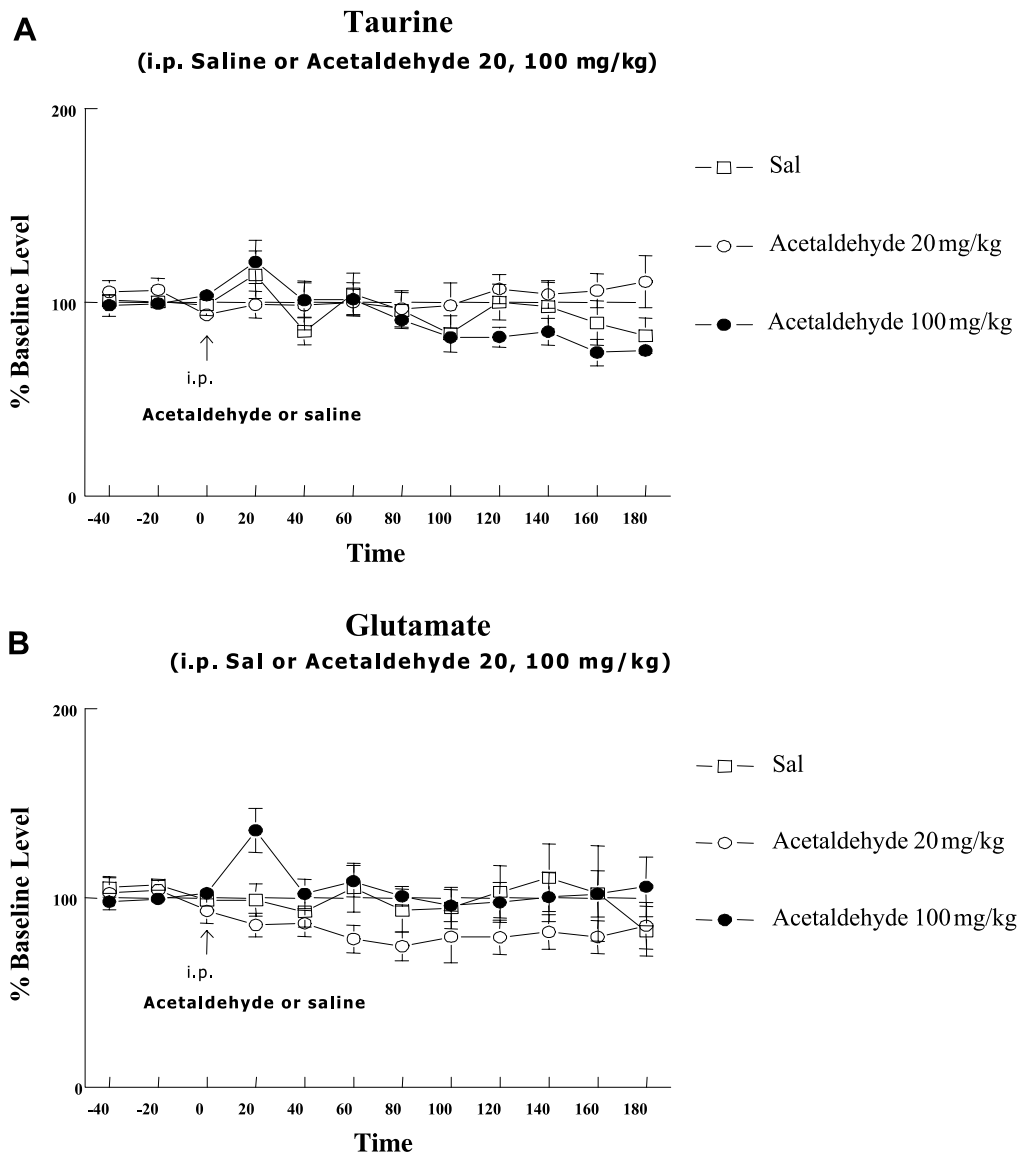 A
Taurine
(i.p. Saline or Acetaldehyde 20, 100 mg/kg)
% Baseline Level
200
100
0
i.p.
Acetaldehyde or saline
-40 -20 0 20 40 60 80 100 120 140 160 180
Time
Sal
Acetaldehyde 20 mg/kg
Acetaldehyde 100 mg/kg
B
Glutamate
(i.p. Sal or Acetaldehyde 20, 100 mg/kg)
% Baseline Level
200
100
0
i.p.
Acetaldehyde or saline
-40 -20 0 20 40 60 80 100 120 140 160 180
Time
Sal
Acetaldehyde 20 mg/kg
Acetaldehyde 100 mg/kg